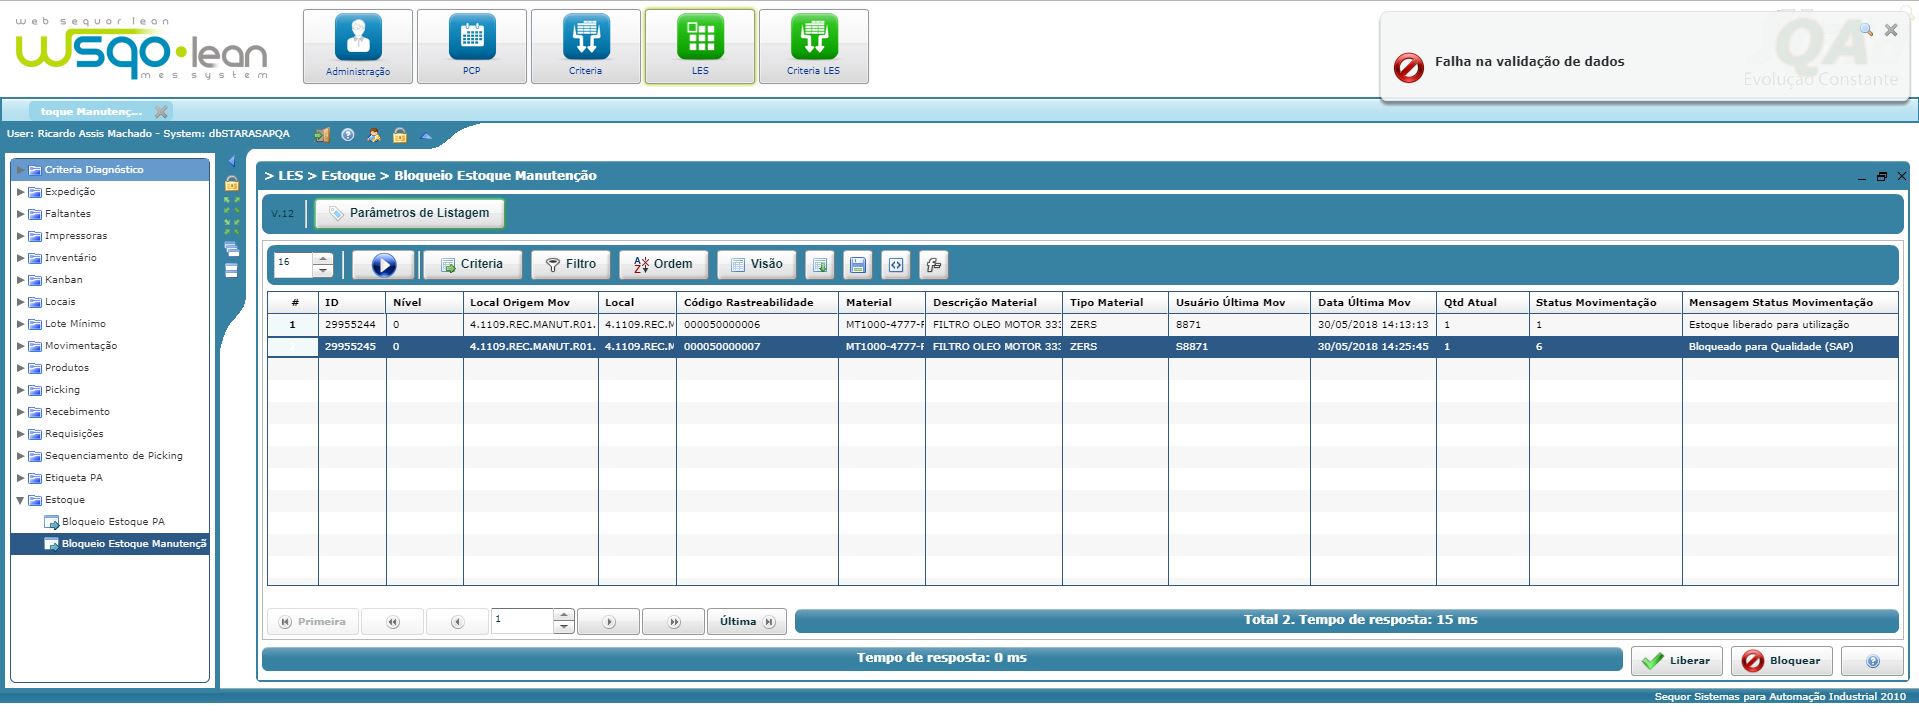 web sequor lean
wsqo.lean
mes system
Administração
PCP
Criteria
LES
Criteria LES
QA
Evolução Constante
Falha na validação de dados
toque Manutenç...
User: Ricardo Assis Machado - System: dbSTARASAPQA
Criteria Diagnóstico
Expedição
Faltantes
Impressoras
Inventário
Kanban
Locais
Lote Mínimo
Movimentação
Produtos
Picking
Recebimento
Requisições
Sequenciamento de Picking
Etiqueta PA
Estoque
Bloqueio Estoque PA
Bloqueio Estoque Manutençã
> LES > Estoque > Bloqueio Estoque Manutenção
V.12 Parâmetros de Listagem
16 Criteria Filtro Ordem Visão
# ID Nível Local Origem Mov Local Código Rastreabilidade Material Descrição Material Tipo Material Usuário Última Mov Data Última Mov Qtd Atual Status Movimentação Mensagem Status Movimentação
1 29955244 0 4.1109.REC.MANUT.R01. 4.1109.REC.M 000050000006 MT1000-4777-F FILTRO OLEO MOTOR 333 ZERS 8871 30/05/2018 14:13:13 1 1 Estoque liberado para utilização
29955245 0 4.1109.REC.MANUT.R01. 4.1109.REC.M 000050000007 MT1000-4777-F FILTRO OLEO MOTOR 333 ZERS S8871 30/05/2018 14:25:45 1 6 Bloqueado para Qualidade (SAP)
Primeira 1 Última Total 2. Tempo de resposta: 15 ms
Tempo de resposta: 0 ms Liberar Bloquear
Sequor Sistemas para Automação Industrial 2010